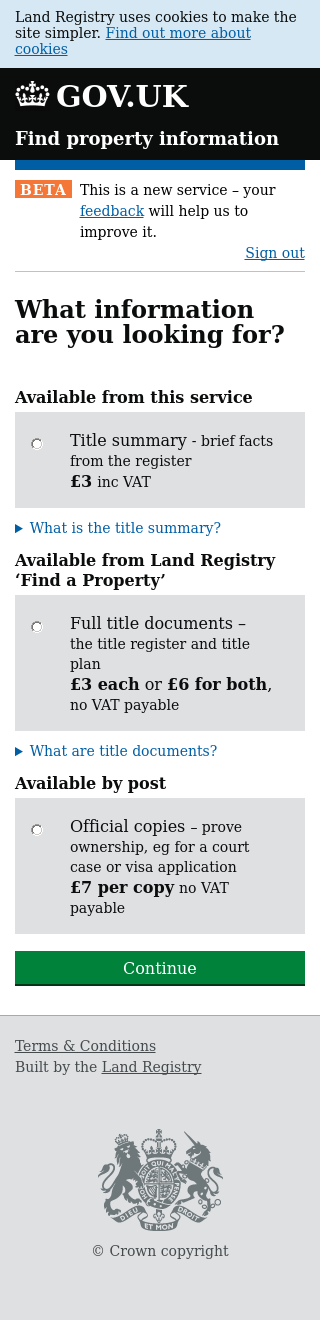 Land Registry uses cookies to make the
site simpler. Find out more about
cookies
GOV.UK
Find property information
BETA
This is a new service – your
feedback will help us to
improve it.
Sign out
What information
are you looking for?
Available from this service
Title summary - brief facts
from the register
£3 inc VAT
What is the title summary?
Available from Land Registry
‘Find a Property’
Full title documents –
the title register and title
plan
£3 each or £6 for both,
no VAT payable
What are title documents?
Available by post
Official copies – prove
ownership, eg for a court
case or visa application
£7 per copy no VAT
payable
Continue
Terms & Conditions
Built by the Land Registry
DIEU ET MON DROIT
© Crown copyright